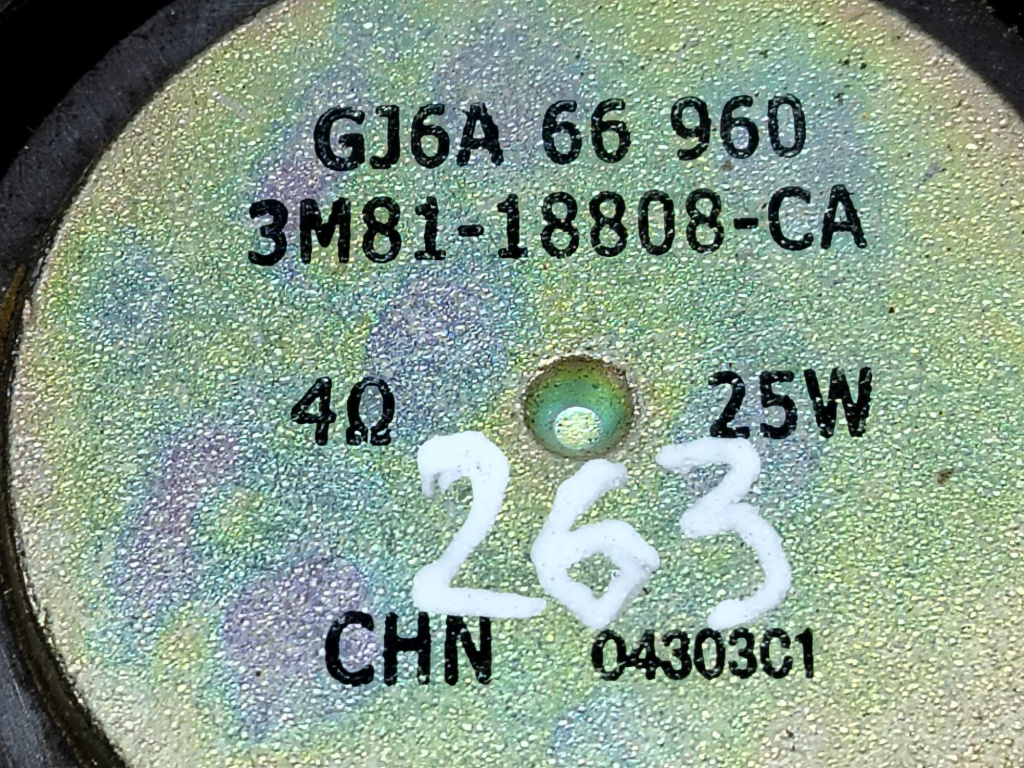 GJ6A 66 960
3M81-18808-CA
4Ω 25W
263
CHN 04303C1